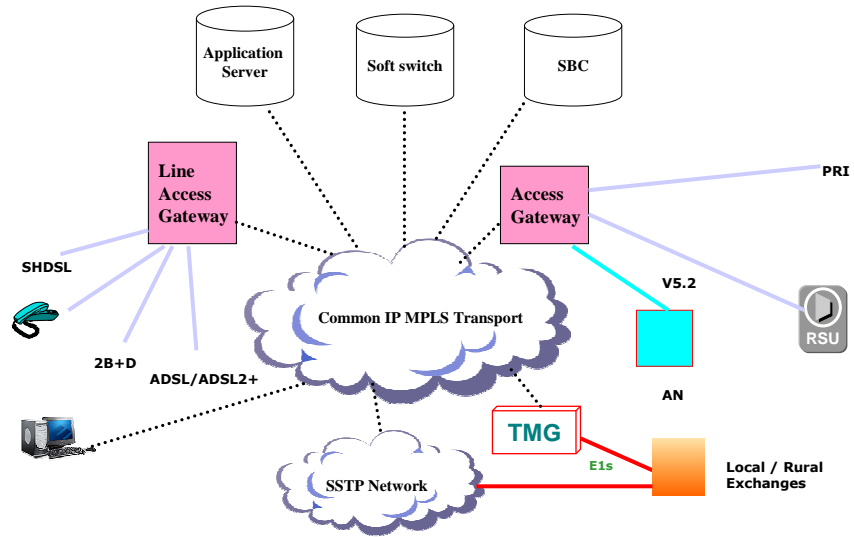 Application
Server
Soft switch
SBC
Line
Access
Gateway
Access
Gateway
PRI
SHDSL
V5.2
Common IP MPLS Transport
RSU
2B+D
ADSL/ADSL2+
AN
TMG
E1s
Local / Rural
Exchanges
SSTP Network